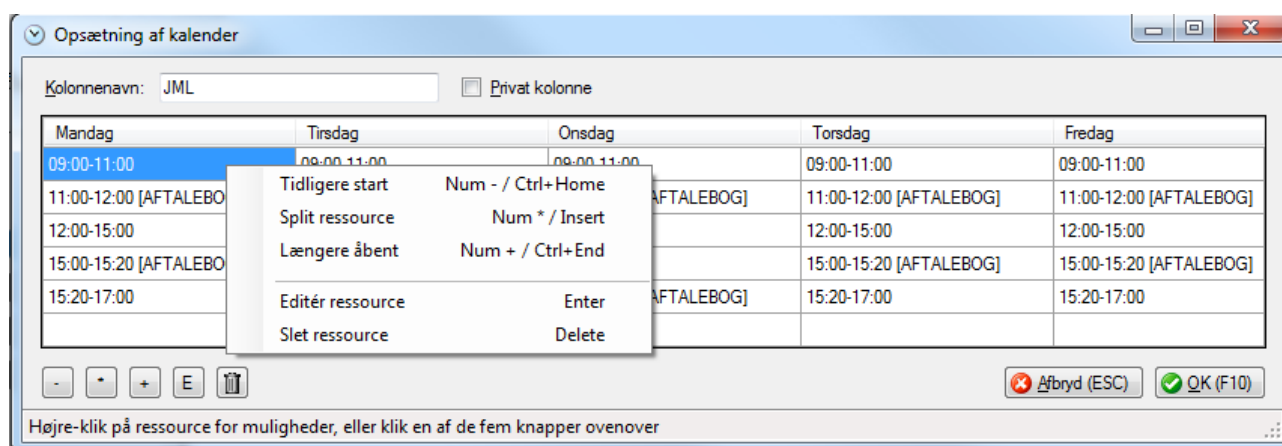 Opsætning af kalender
Kolonnenavn: JML Privat kolonne
Mandag Tirsdag Onsdag Torsdag Fredag
09:00-11:00 09:00-11:00 09:00-11:00 09:00-11:00 09:00-11:00
11:00-12:00 [AFTALEBO AFTALEBOG] 11:00-12:00 [AFTALEBOG] 11:00-12:00 [AFTALEBOG]
12:00-15:00 12:00-15:00 12:00-15:00
15:00-15:20 [AFTALEBO 15:00-15:20 [AFTALEBOG] 15:00-15:20 [AFTALEBOG]
15:20-17:00 AFTALEBOG] 15:20-17:00 15:20-17:00
Tidligere start Num - / Ctrl+Home
Split ressource Num * / Insert
Længere åbent Num + / Ctrl+End
Editér ressource Enter
Slet ressource Delete
- * + E Afbryd (ESC) OK (F10)
Højre-klik på ressource for muligheder, eller klik en af de fem knapper ovenover